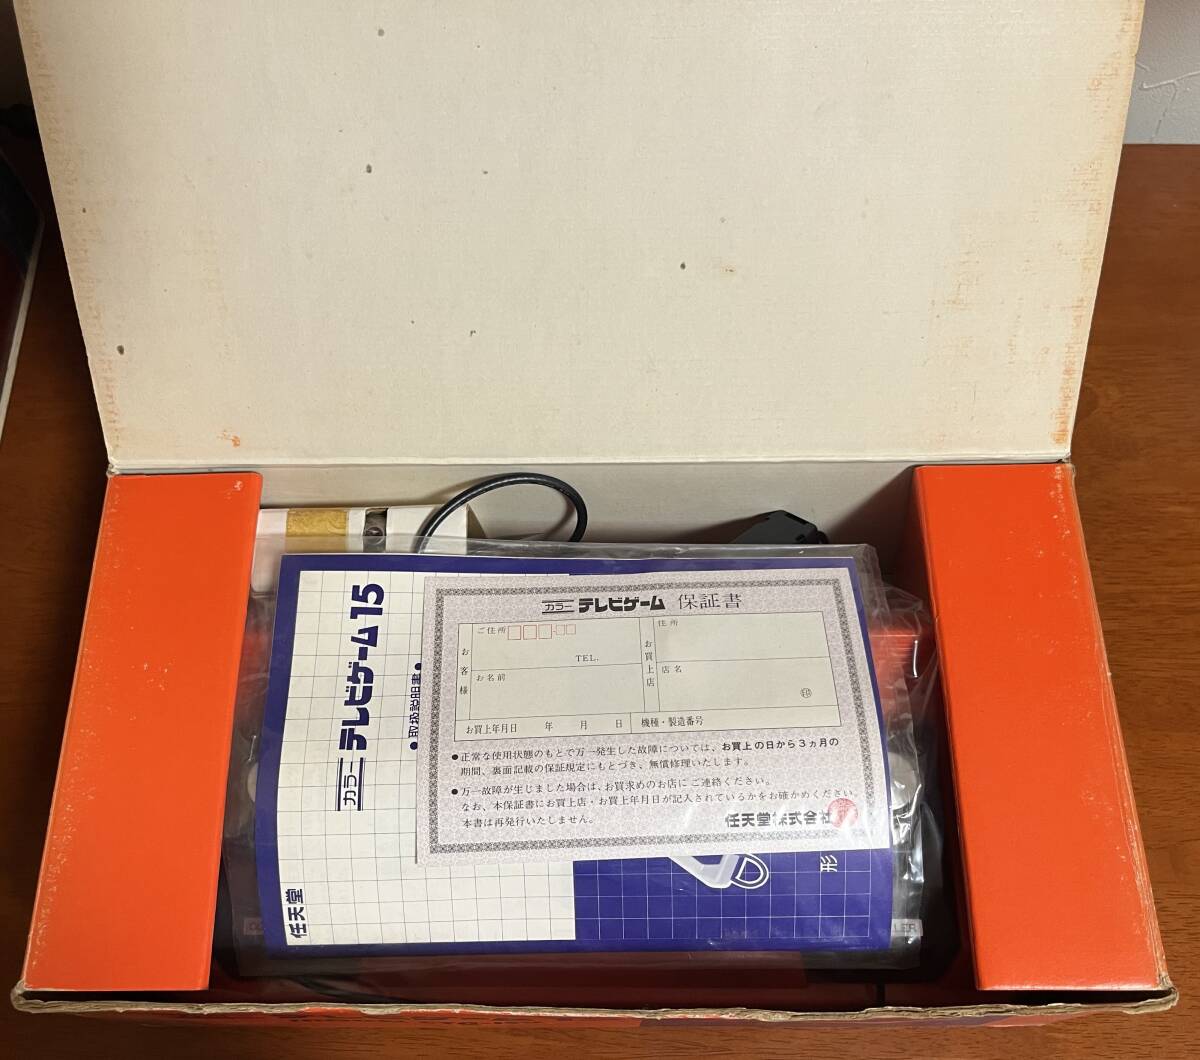 カラー テレビゲーム 保証書
ご住所
TEL.
お客様
お名前
お買上店
住所
店名
印
お買上年月日 年 月 日
機種・製造番号
●正常な使用状態のもとで万一発生した故障については、お買上の日から3ヵ月の
期間、裏面記載の保証規定にもとづき、無償修理いたします。
●万一故障が生じました場合は、お買求めのお店にご連絡ください。
なお、本保証書にお買上店・お買上年月日が記入されているかをお確かめください。
本書は再発行いたしません。
任天堂株式会社
カラー テレビゲーム15
●取扱説明書●
任天堂
形